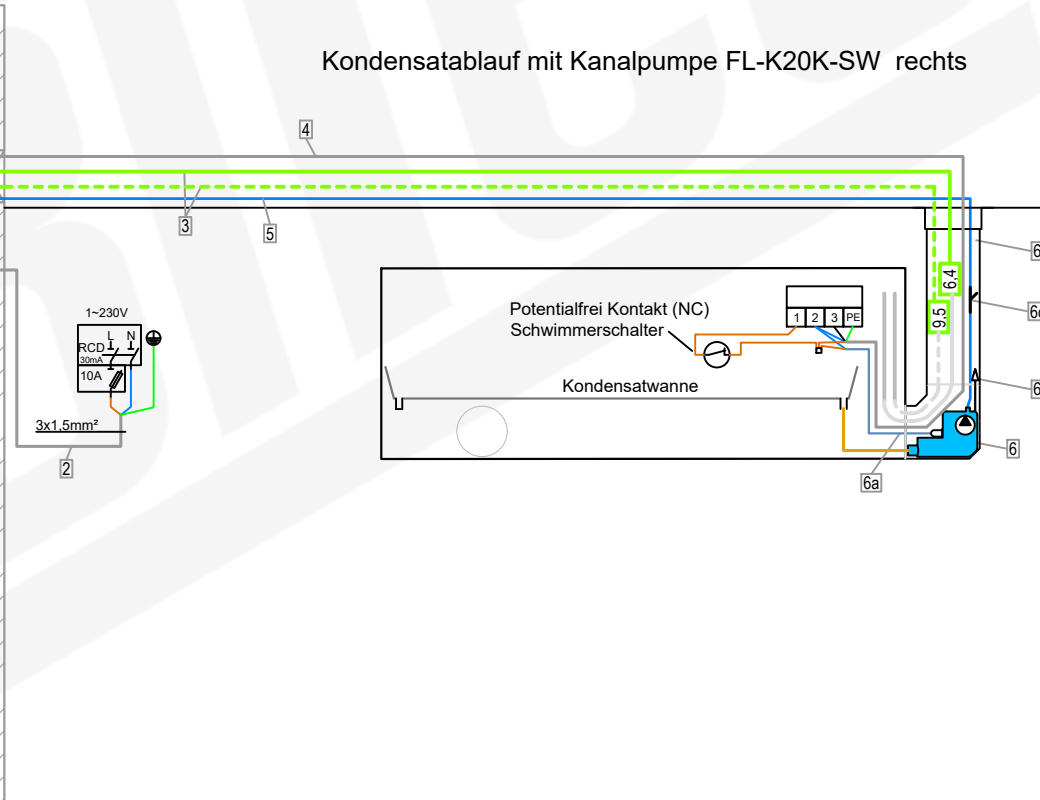 Kondensatablauf mit Kanalpumpe FL-K20K-SW rechts
4
3
5
6
6,4
9,5
1~230V
L N
RCD
30mA
10A
3x1,5mm²
2
Potentialfrei Kontakt (NC)
Schwimmerschalter
1 2 3 PE
Kondensatwanne
6
6
6a